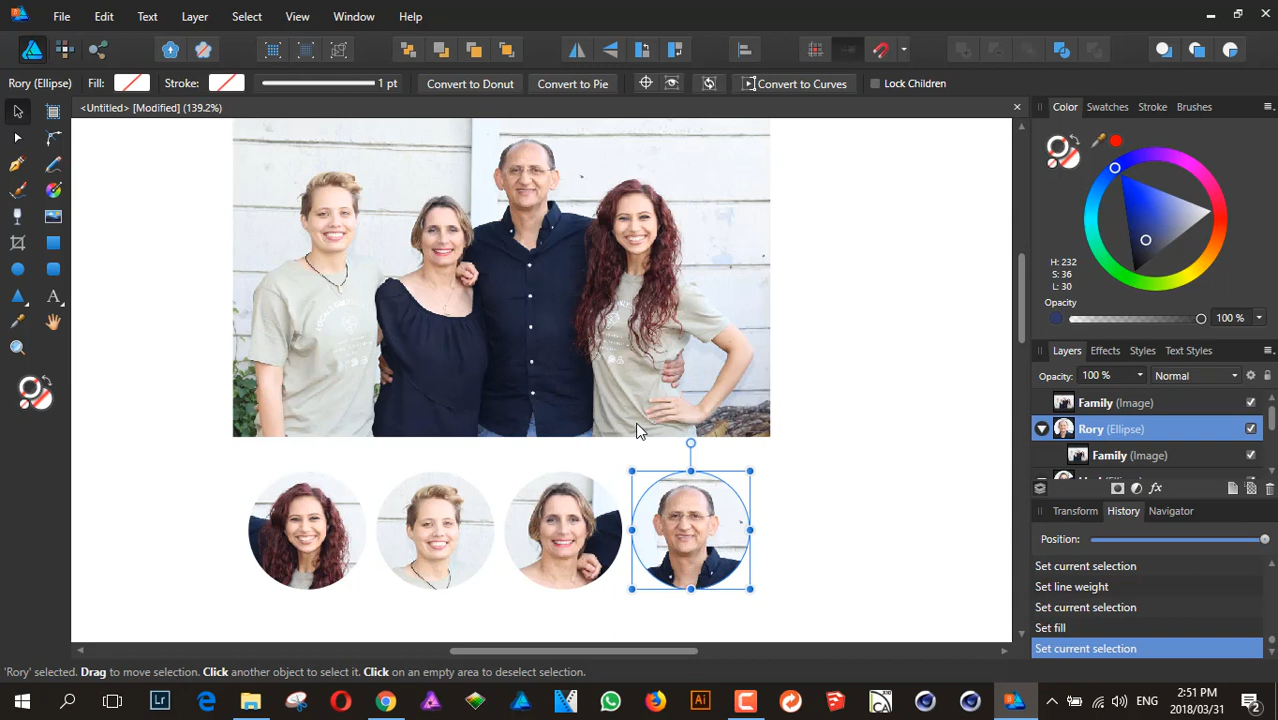 File Edit Text Layer Select View Window Help
Rory (Ellipse) Fill: Stroke: 1 pt Convert to Donut Convert to Pie Convert to Curves Lock Children
<Untitled> [Modified] (139.2%)
Color Swatches Stroke Brushes
H: 232
S: 36
L: 30
Opacity
100 %
Layers Effects Styles Text Styles
Opacity: 100 % Normal
Family (Image)
Rory (Ellipse)
Family (Image)
Transform History Navigator
Position:
Set current selection
Set line weight
Set current selection
Set fill
Set current selection
'Rory' selected. Drag to move selection. Click another object to select it. Click on an empty area to deselect selection.
Lr
Ai
ENG
2:51 PM
2018/03/31
2